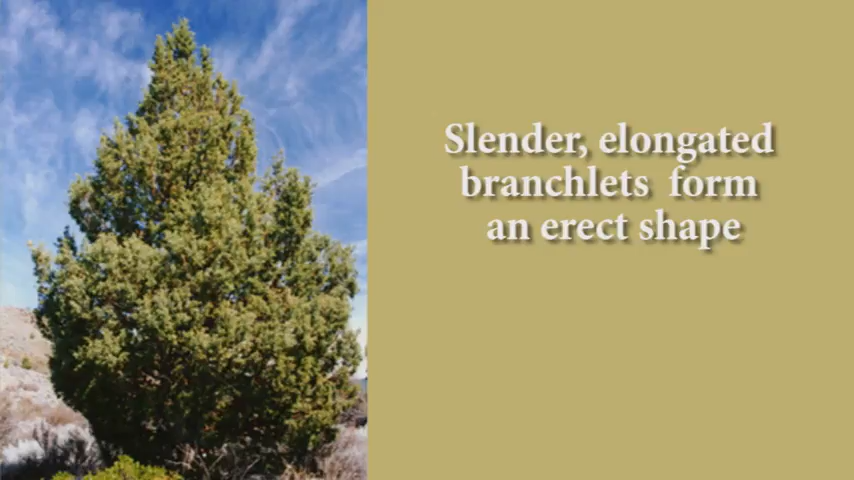 Slender, elongated
branchlets form
an erect shape